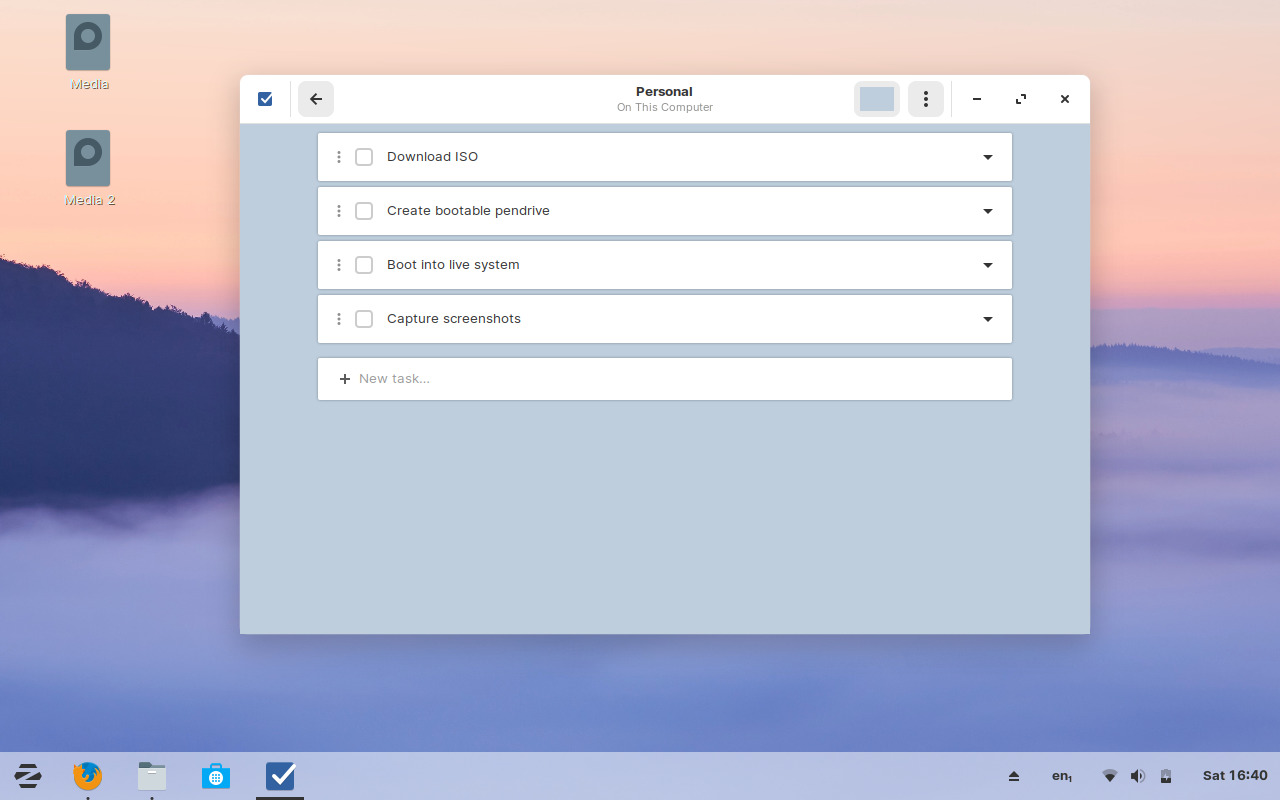 Media
Media 2
Personal
On This Computer
Download ISO
Create bootable pendrive
Boot into live system
Capture screenshots
New task...
en₁
Sat 16:40